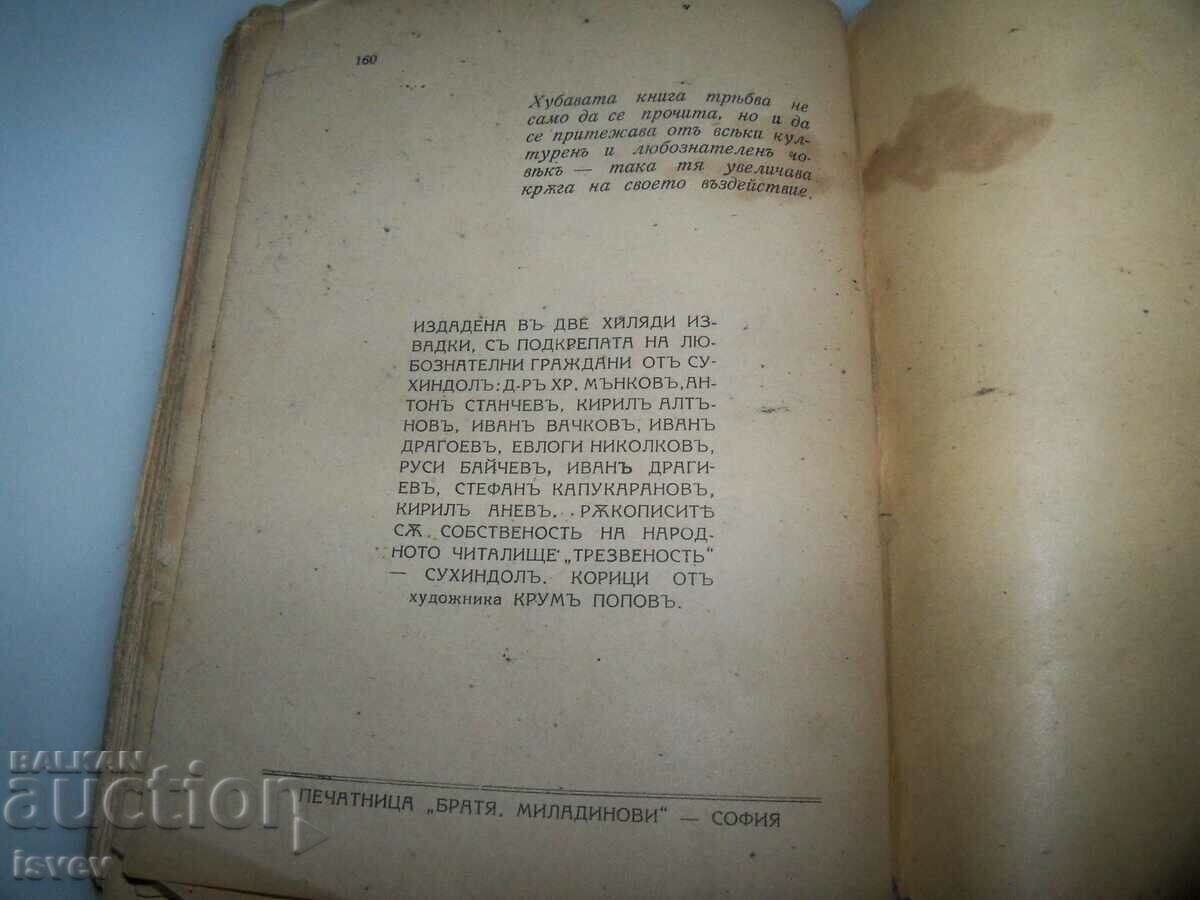 160
Хубавата книга трѣбва не
само да се прочита, но и да
се притежава отъ всѣки кул-
туренъ и любознателенъ чо-
вѣкъ — така тя увеличава
крѫга на своето въздействие.
ИЗДАДЕНА ВЪ ДВЕ ХИЛЯДИ ИЗ-
ВАДКИ, СЪ ПОДКРЕПАТА НА ЛЮ-
БОЗНАТЕЛНИ ГРАЖДАНИ ОТЪ СУ-
ХИНДОЛЪ: Д-РЪ ХР. МЪНКОВЪ, АН-
ТОНЪ СТАНЧЕВЪ, КИРИЛЪ АЛТЪ-
НОВЪ, ИВАНЪ ВАЧКОВЪ, ИВАНЪ
ДРАГОЕВЪ, ЕВЛОГИ НИКОЛКОВЪ,
РУСИ БАЙЧЕВЪ, ИВАНЪ ДРАГИ-
ЕВЪ, СТЕФАНЪ КАПУКАРАНОВЪ,
КИРИЛЪ АНЕВЪ. РѪКОПИСИТѢ
СѪ СОБСТВЕНОСТЬ НА НАРОД-
НОТО ЧИТАЛИЩЕ „ТРЕЗВЕНОСТЬ“
— СУХИНДОЛЪ. КОРИЦИ ОТЪ
художника КРУМЪ ПОПОВЪ.
ПЕЧАТНИЦА „БРАТЯ МИЛАДИНОВИ“ — СОФИЯ
BALKAN
auction
isvev